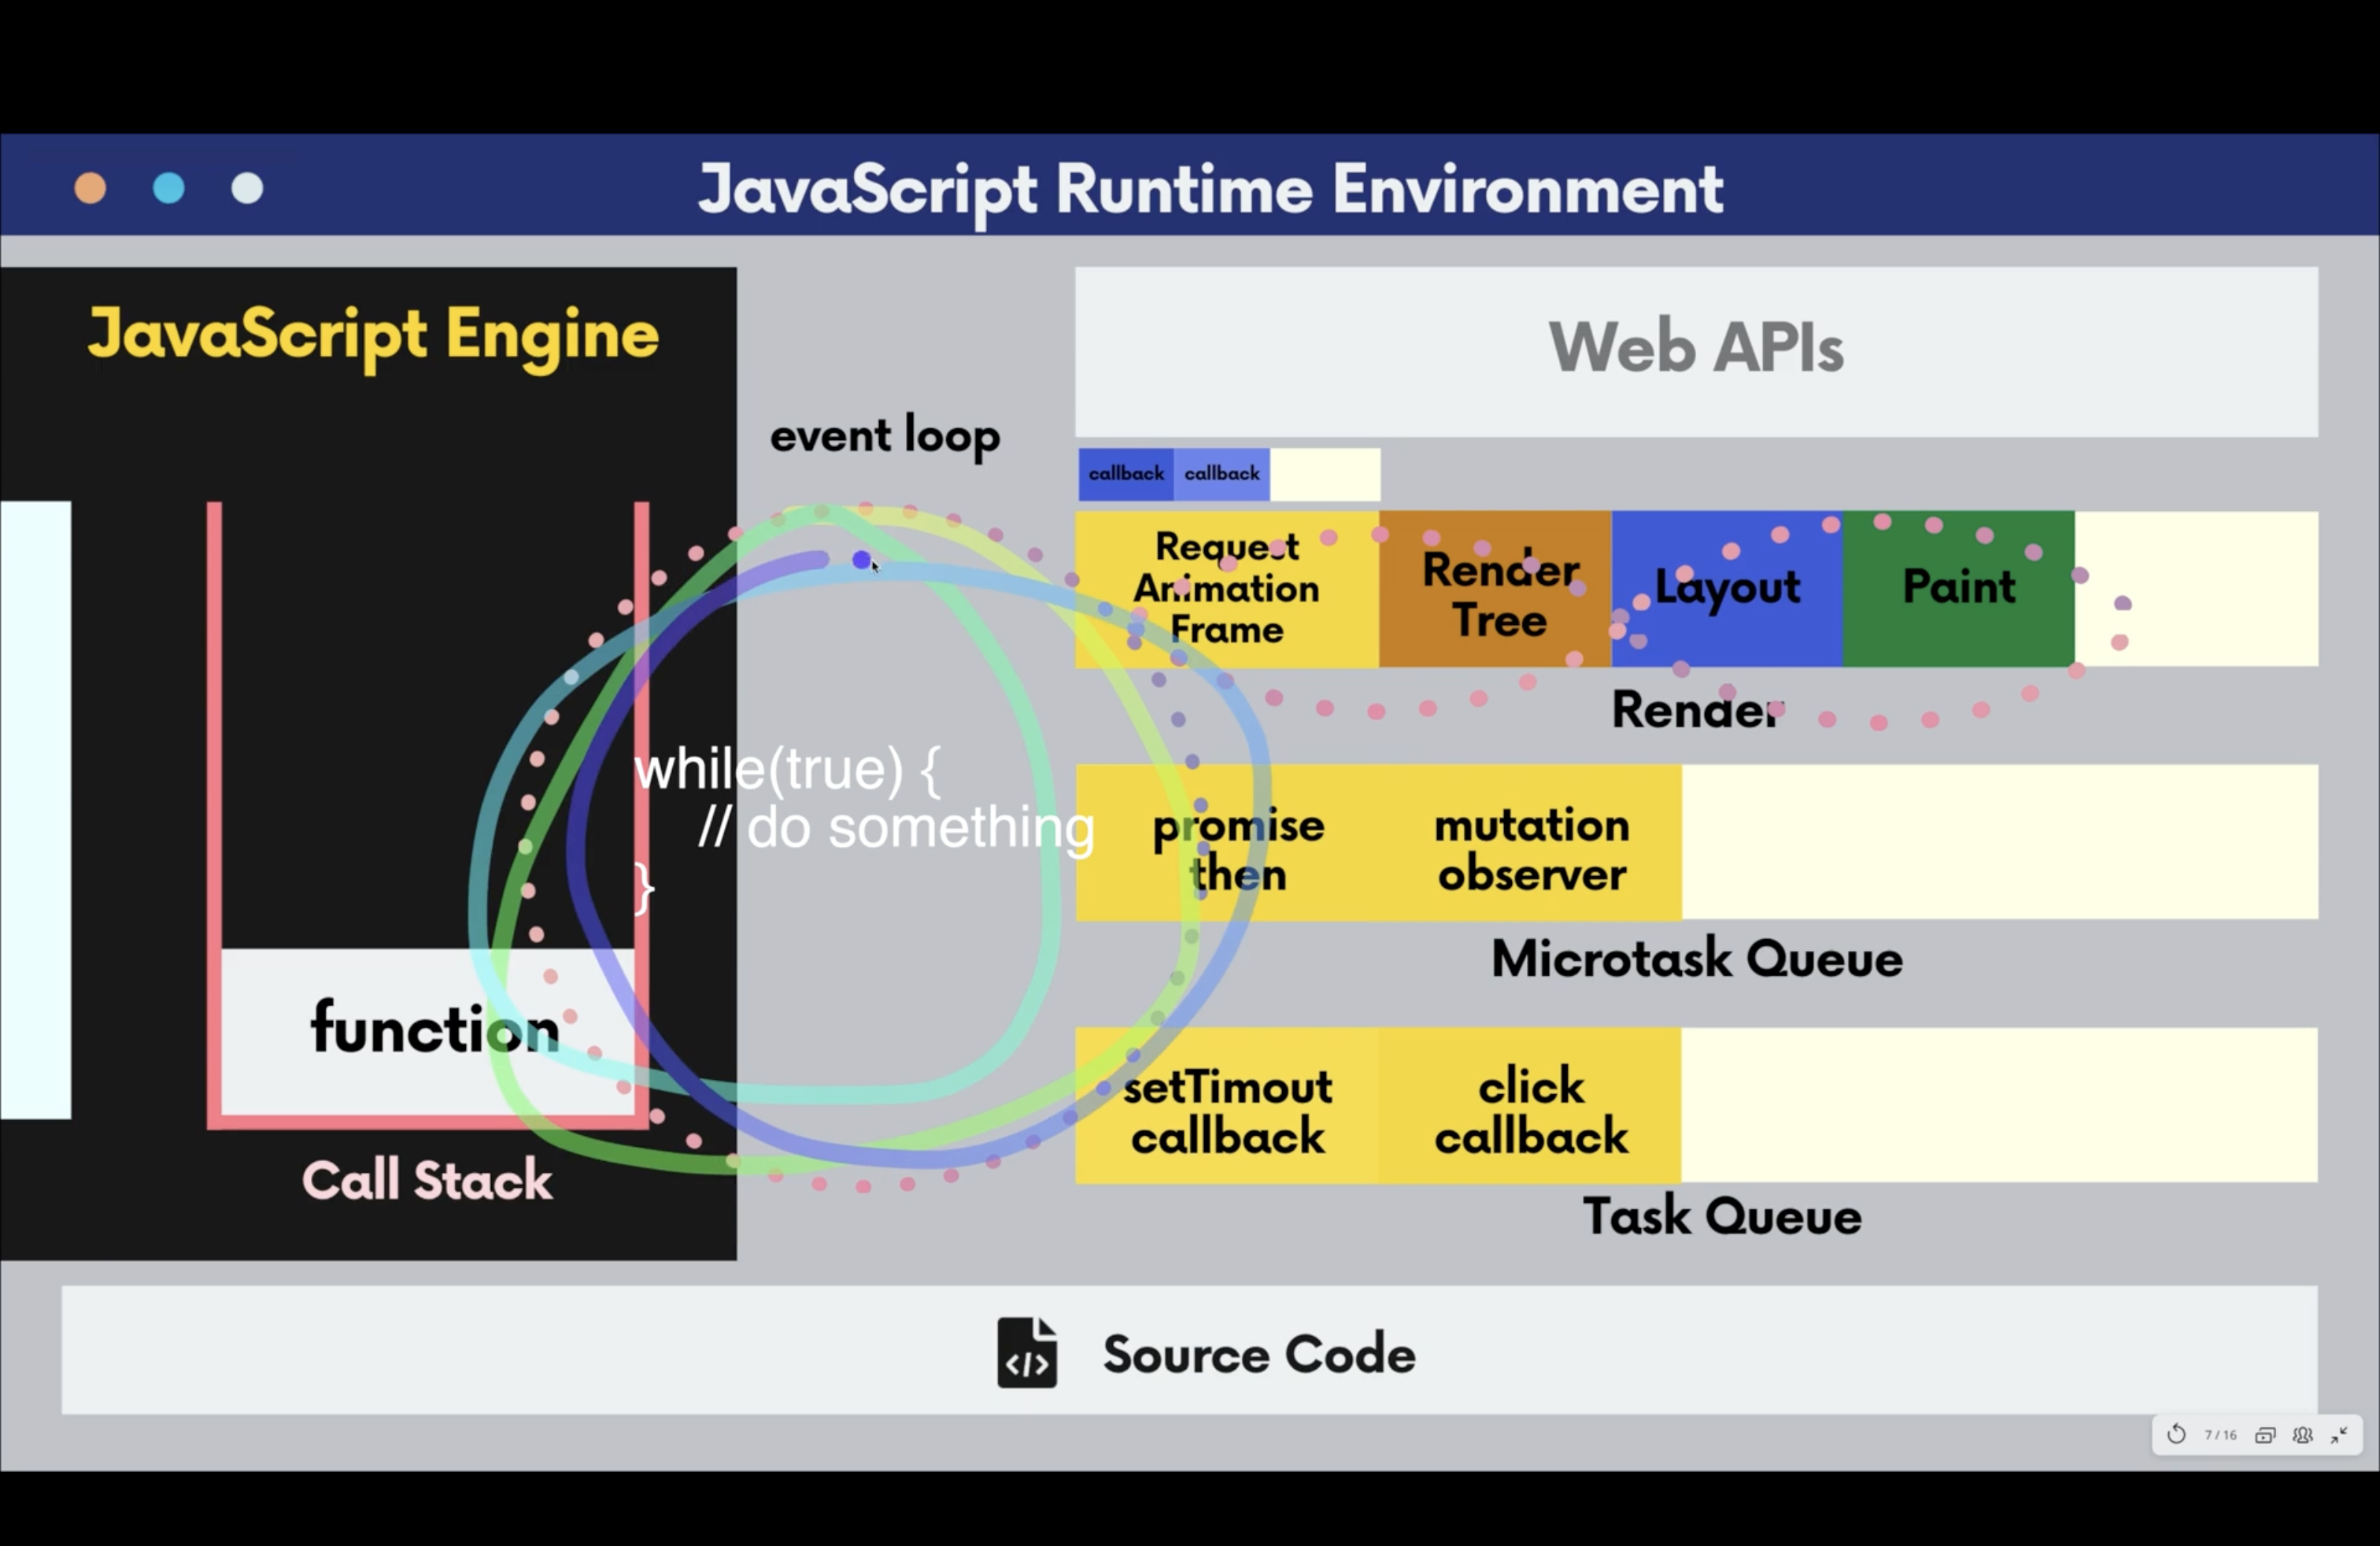 JavaScript Runtime Environment
JavaScript Engine
Web APIs
event loop
callback callback
Request
Animation
Frame
Render
Tree
Layout
Paint
Render
while(true) {
// do something
}
promise
then
mutation
observer
Microtask Queue
function
Call Stack
setTimout
callback
click
callback
Task Queue
</> Source Code
7 / 16